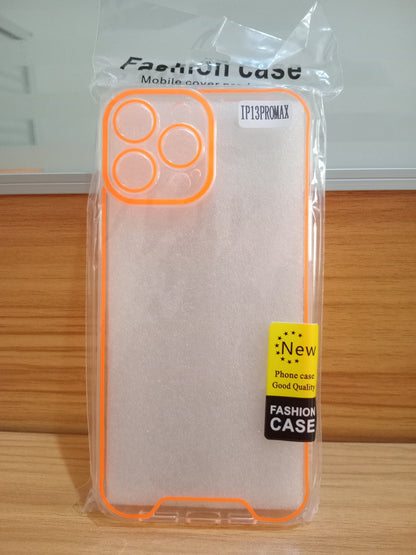 Fashion case
Mobile cover
IP13PROMAX
New
Phone case
Good Quality
FASHION
CASE